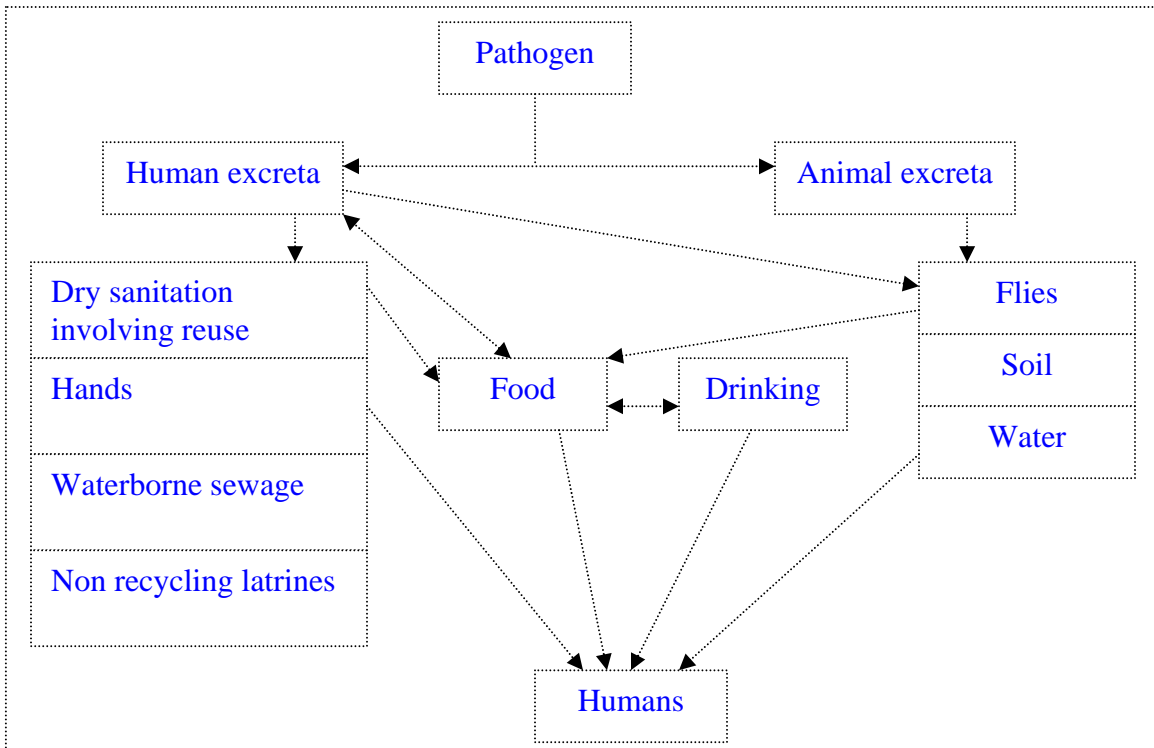 Pathogen
Human excreta
Animal excreta
Dry sanitation
involving reuse
Hands
Waterborne sewage
Non recycling latrines
Food
Drinking
Flies
Soil
Water
Humans